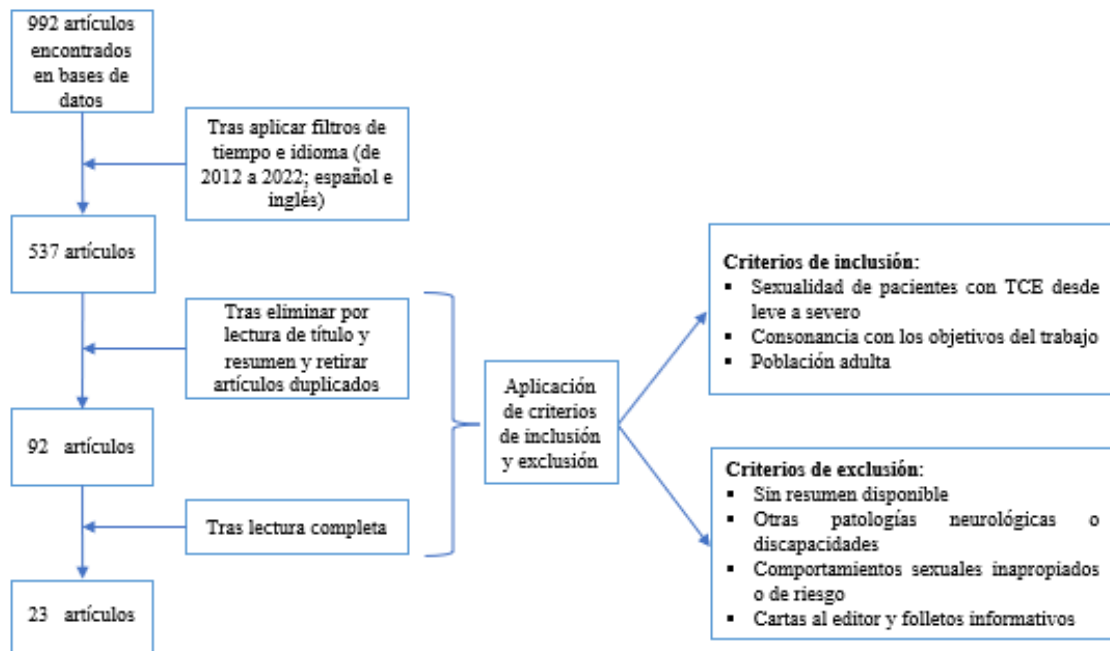 992 artículos
encontrados
en bases de
datos
Tras aplicar filtros de
tiempo e idioma (de
2012 a 2022; español e
inglés)
537 artículos
Tras eliminar por
lectura de título y
resumen y retirar
artículos duplicados
92 artículos
Tras lectura completa
23 artículos
Aplicación
de criterios
de inclusión
y exclusión
Criterios de inclusión:
▪ Sexualidad de pacientes con TCE desde
leve a severo
▪ Consonancia con los objetivos del trabajo
▪ Población adulta
Criterios de exclusión:
▪ Sin resumen disponible
▪ Otras patologías neurológicas o
discapacidades
▪ Comportamientos sexuales inapropiados
o de riesgo
▪ Cartas al editor y folletos informativos